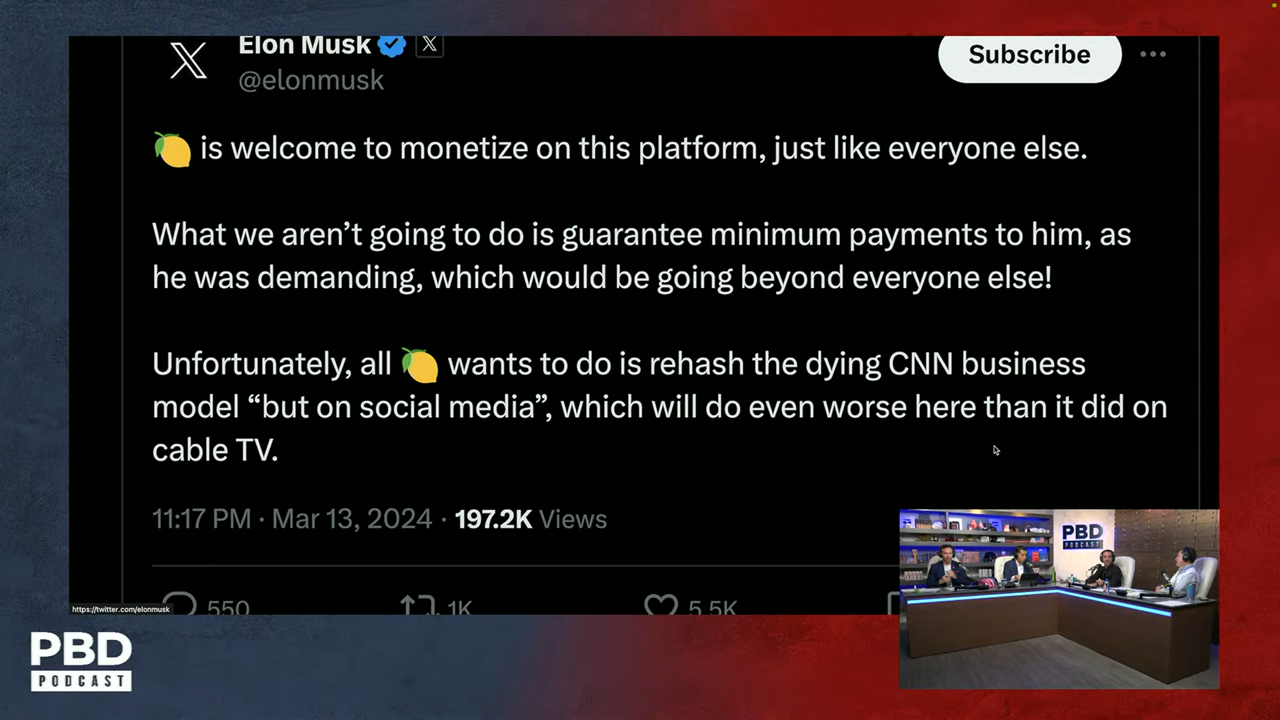 Elon Musk
@elonmusk
Subscribe
🍋 is welcome to monetize on this platform, just like everyone else.
What we aren’t going to do is guarantee minimum payments to him, as
he was demanding, which would be going beyond everyone else!
Unfortunately, all 🍋 wants to do is rehash the dying CNN business
model “but on social media”, which will do even worse here than it did on
cable TV.
11:17 PM · Mar 13, 2024 · 197.2K Views
550 1K 5.5K
https://twitter.com/elonmusk
PBD
PODCAST
PBD
PODCAST